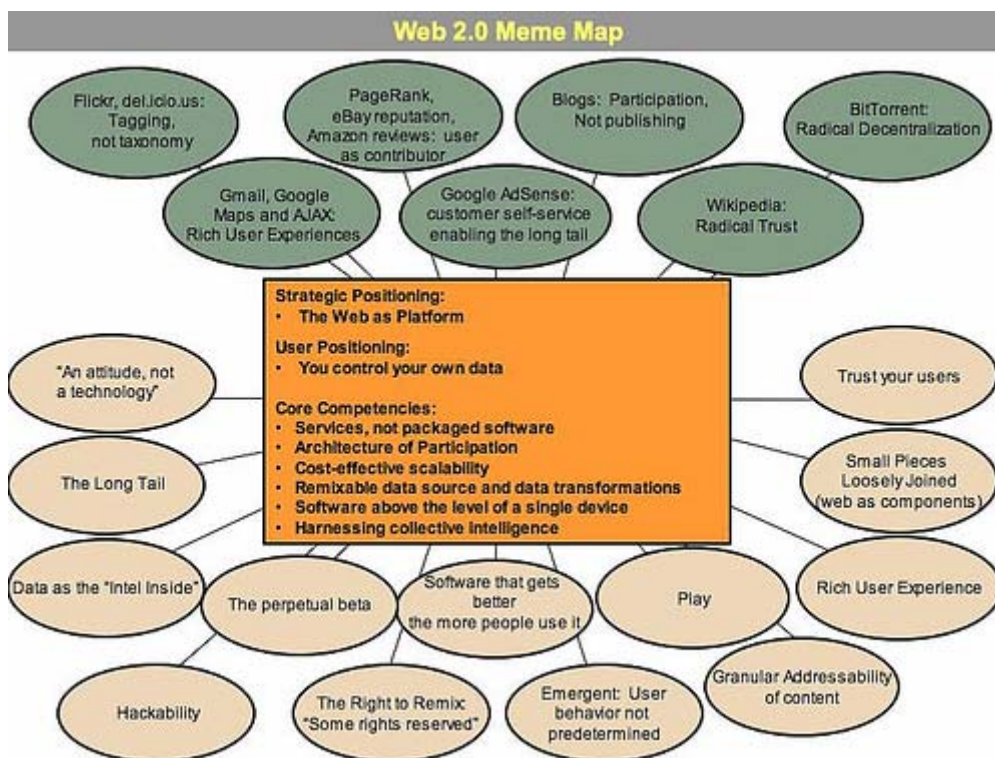 Web 2.0 Meme Map
Flickr, del.icio.us:
Tagging,
not taxonomy
PageRank,
eBay reputation,
Amazon reviews: user
as contributor
Blogs: Participation,
Not publishing
BitTorrent:
Radical Decentralization
Gmail, Google
Maps and AJAX:
Rich User Experiences
Google AdSense:
customer self-service
enabling the long tail
Wikipedia:
Radical Trust
Strategic Positioning:
• The Web as Platform
User Positioning:
• You control your own data
Core Competencies:
• Services, not packaged software
• Architecture of Participation
• Cost-effective scalability
• Remixable data source and data transformations
• Software above the level of a single device
• Harnessing collective intelligence
"An attitude, not
a technology"
Trust your users
The Long Tail
Small Pieces
Loosely Joined
(web as components)
Data as the "Intel Inside"
The perpetual beta
Software that gets
better
the more people use it
Play
Rich User Experience
Hackability
The Right to Remix:
"Some rights reserved"
Emergent: User
behavior not
predetermined
Granular Addressability
of content